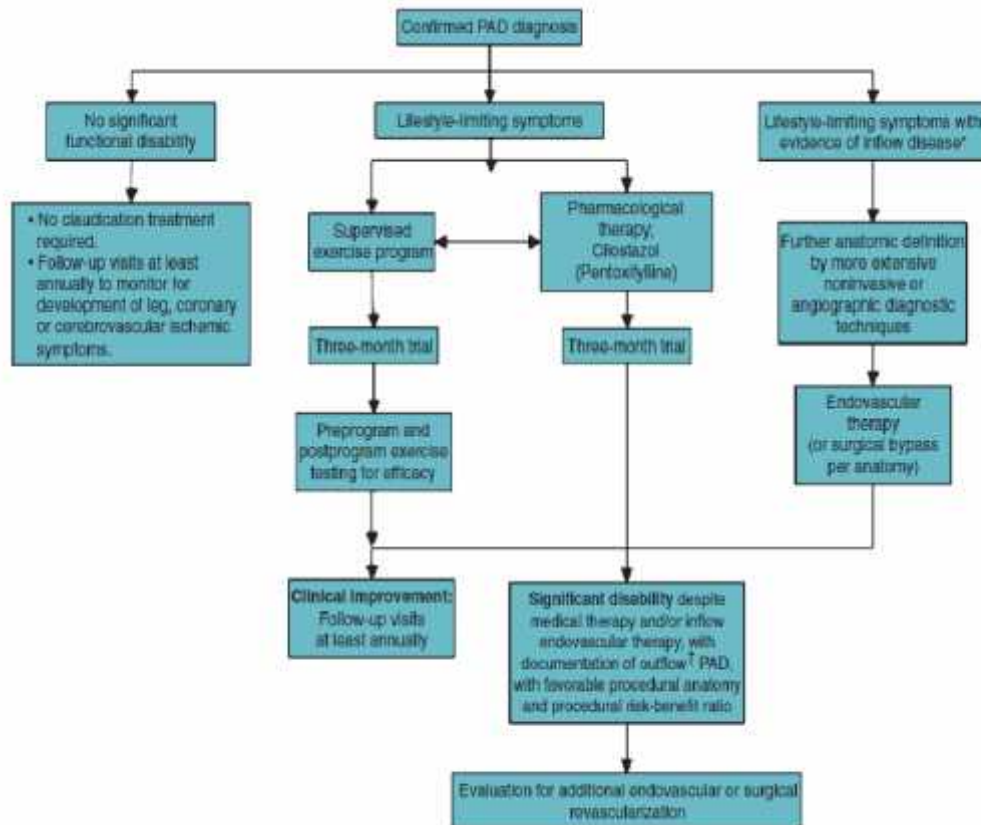 Confirmed PAD diagnosis
No significant
functional disability
Lifestyle-limiting symptoms
Lifestyle-limiting symptoms with
evidence of inflow disease*
• No claudication treatment
required.
• Follow-up visits at least
annually to monitor for
development of leg, coronary
or cerebrovascular ischemic
symptoms.
Supervised
exercise program
Pharmacological
therapy;
Cilostazol
(Pentoxifylline)
Further anatomic definition
by more extensive
noninvasive or
angiographic diagnostic
techniques
Three-month trial
Three-month trial
Preprogram and
postprogram exercise
testing for efficacy
Endovascular
therapy
(or surgical bypass
per anatomy)
Clinical improvement:
Follow-up visits
at least annually
Significant disability despite
medical therapy and/or inflow
endovascular therapy, with
documentation of outflow† PAD,
with favorable procedural anatomy
and procedural risk-benefit ratio
Evaluation for additional endovascular or surgical
revascularization